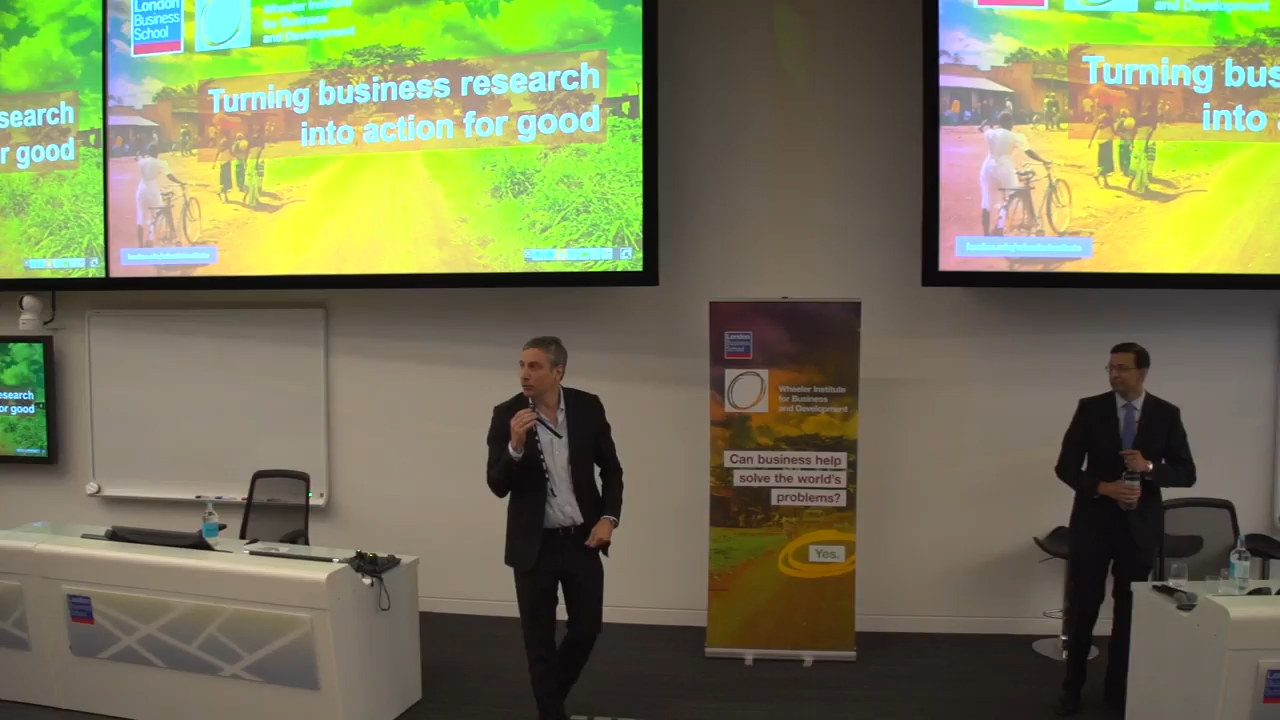 London
Business
School
Wheeler Institute
for Business
and Development
Turning business research
into action for good
search
r good
and Development
Turning bus
into
esearch
or good
London
Business
School
Wheeler Institute
for Business
and Development
Can business help
solve the world's
problems?
Yes.